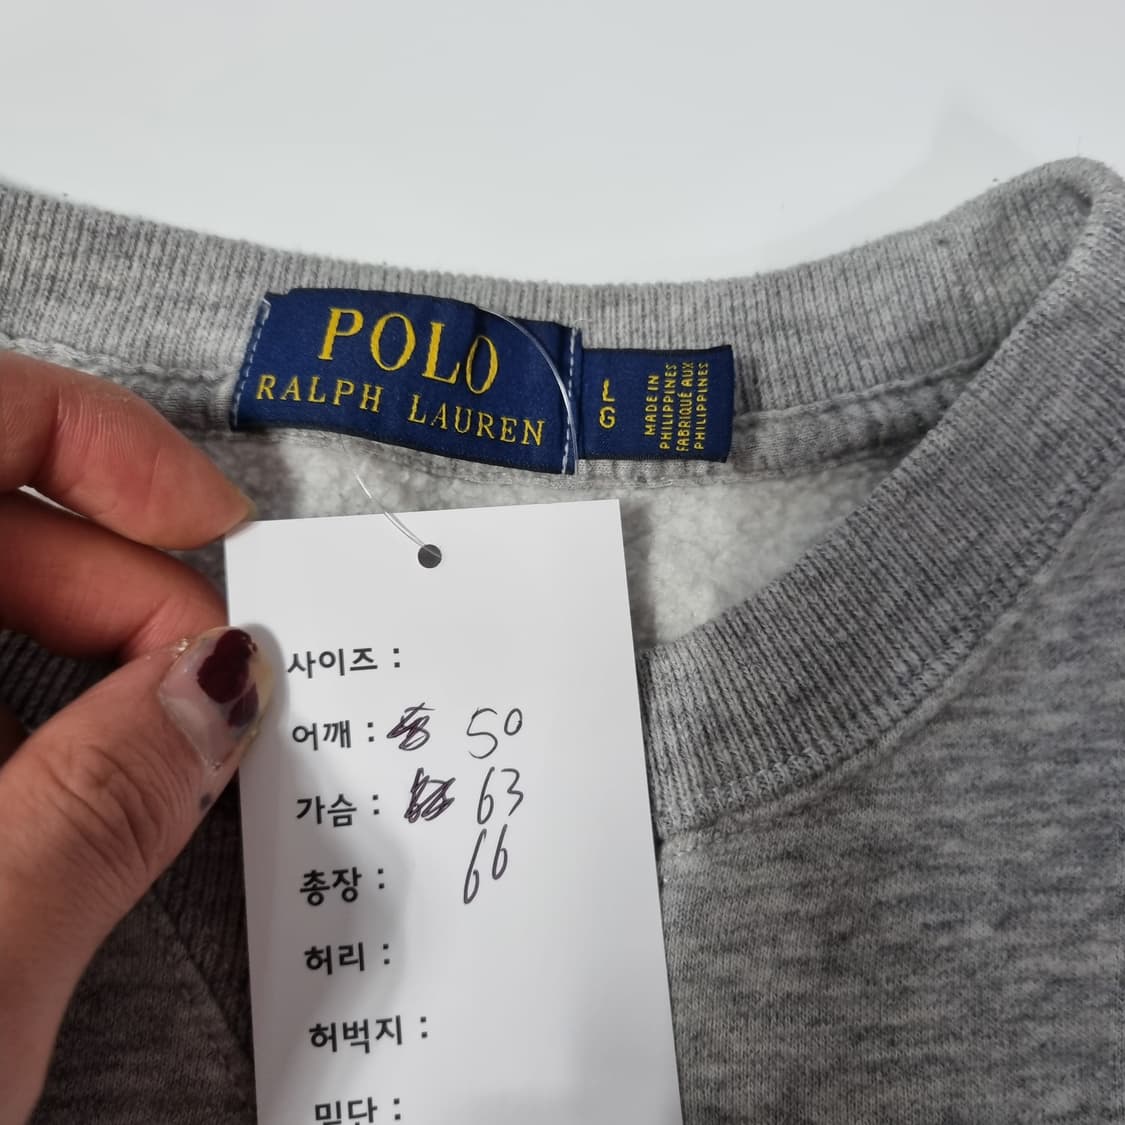 POLO
RALPH LAUREN
L
G
MADE IN
PHILIPPINES
FABRIQUÉ AUX
PHILIPPINES
사이즈 :
어깨 : 50
가슴 : 63
총장 : 66
허리 :
허벅지 :
밑단 :